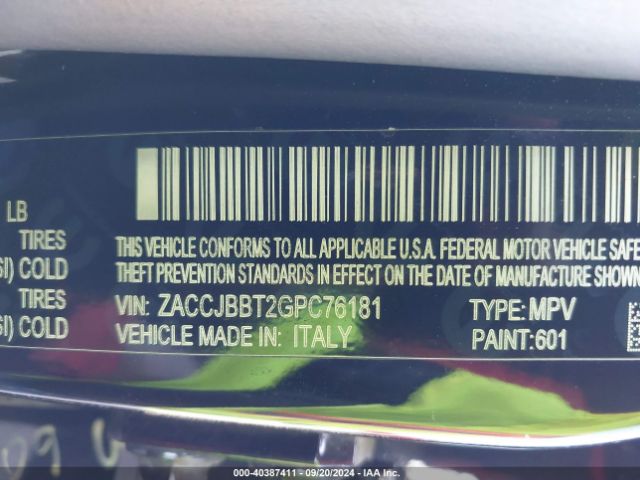 LB
TIRES
SI) COLD
TIRES
SI) COLD
THIS VEHICLE CONFORMS TO ALL APPLICABLE U.S.A. FEDERAL MOTOR VEHICLE SAFE
THEFT PREVENTION STANDARDS IN EFFECT ON THE DATE OF MANUFACTURE SHOWN
VIN: ZACCJBBT2GPC76181 TYPE: MPV
VEHICLE MADE IN: ITALY PAINT:601
000-40387411 - 09/20/2024 - IAA Inc.